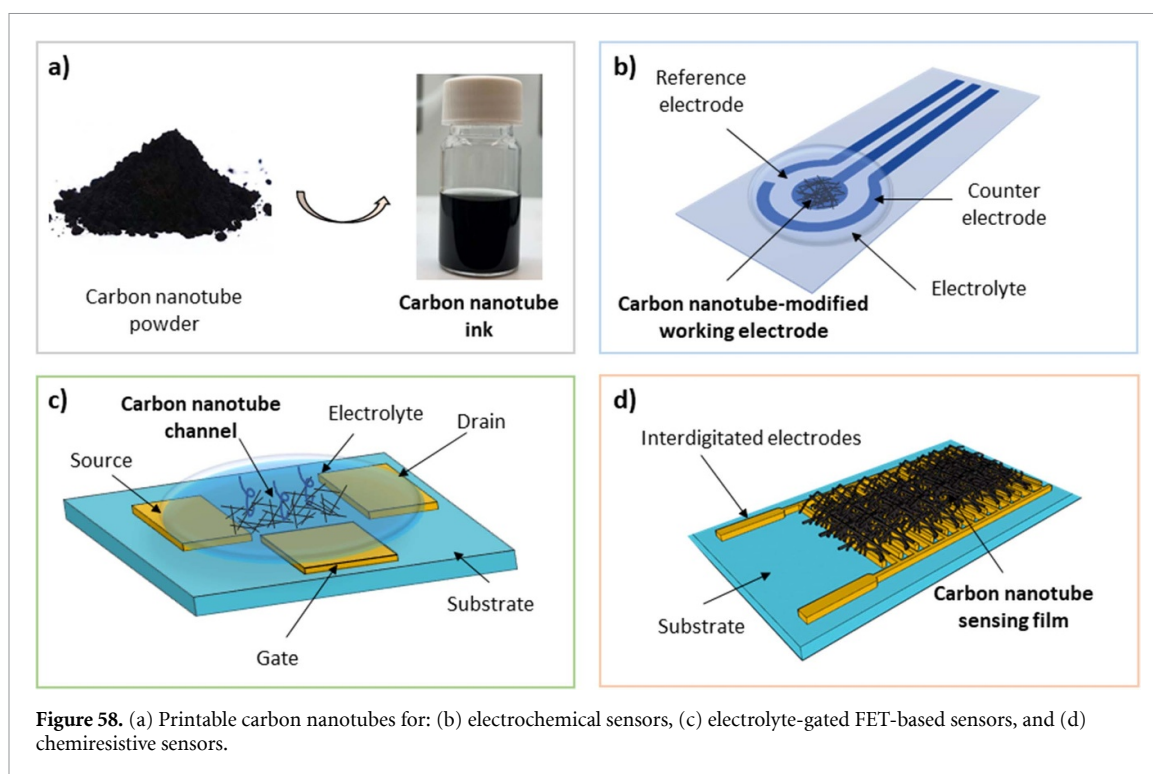 a)
Carbon nanotube
powder
Carbon nanotube
ink
b)
Reference
electrode
Counter
electrode
Electrolyte
Carbon nanotube-modified
working electrode
c)
Carbon nanotube
channel
Electrolyte
Drain
Source
Substrate
Gate
d)
Interdigitated electrodes
Substrate
Carbon nanotube
sensing film
Figure 58. (a) Printable carbon nanotubes for: (b) electrochemical sensors, (c) electrolyte-gated FET-based sensors, and (d)
chemiresistive sensors.